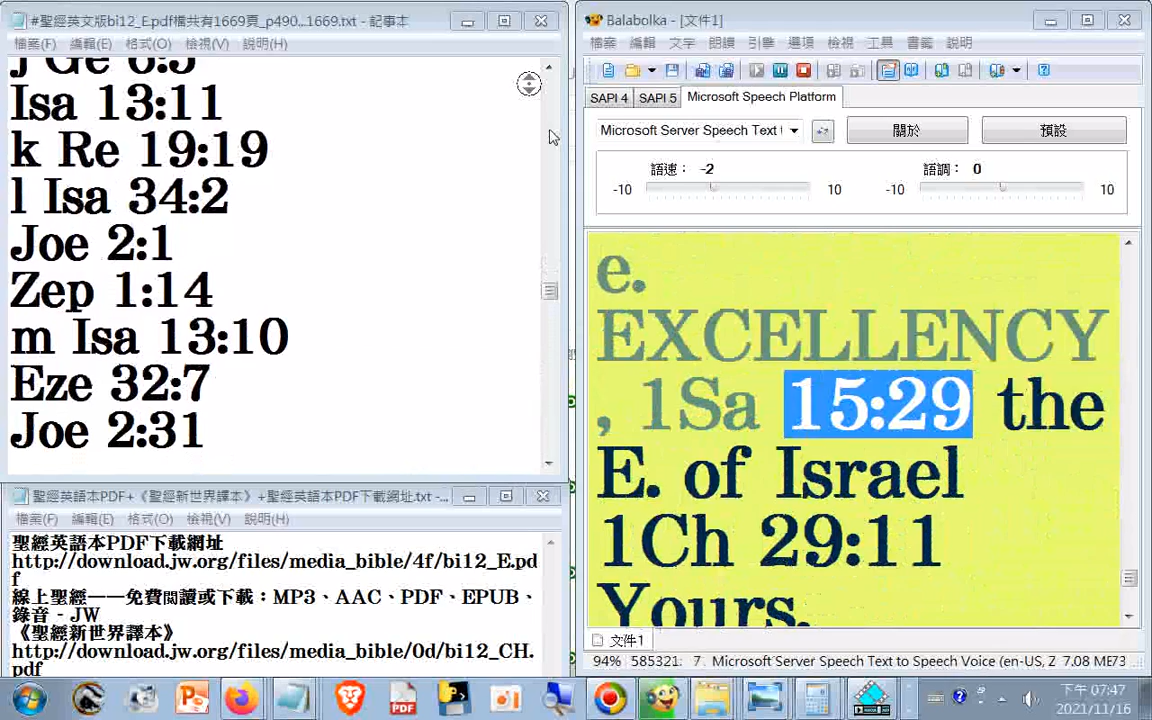 #聖經英文版bi12_E.pdf檔共有1669頁_p490...1669.txt - 記事本
檔案(F) 編輯(E) 格式(O) 檢視(V) 說明(H)
j Ge 6:5
Isa 13:11
k Re 19:19
l Isa 34:2
Joe 2:1
Zep 1:14
m Isa 13:10
Eze 32:7
Joe 2:31
聖經英語本PDF+《聖經新世界譯本》+聖經英語本PDF下載網址.txt -...
檔案(F) 編輯(E) 格式(O) 檢視(V) 說明(H)
聖經英語本PDF下載網址
http://download.jw.org/files/media_bible/4f/bi12_E.pd
f
線上聖經──免費閱讀或下載：MP3、AAC、PDF、EPUB、
錄音 - JW
《聖經新世界譯本》
http://download.jw.org/files/media_bible/0d/bi12_CH.
pdf
Balabolka - [文件1]
檔案 編輯 文字 朗讀 引擎 選項 檢視 工具 書籤 說明
SAPI 4 SAPI 5 Microsoft Speech Platform
Microsoft Server Speech Text 關於 預設
語速： -2 語調： 0
-10 10 -10 10
e.
EXCELLENCY
, 1Sa 15:29 the
E. of Israel
1Ch 29:11
Yours,
文件1
94% 585321: 7 Microsoft Server Speech Text to Speech Voice (en-US, Z 7.08 ME73
下午 07:47
2021/11/16